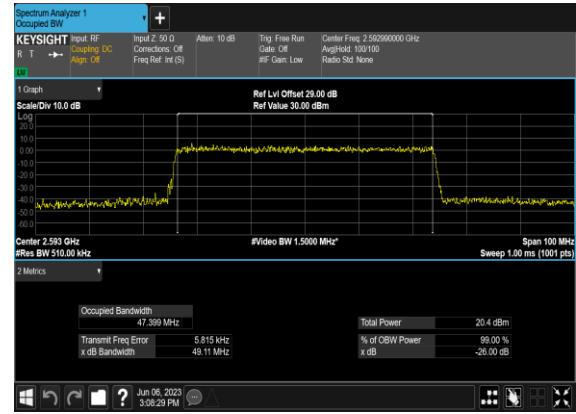 Spectrum Analyzer 1
Occupied BW
+
KEYSIGHT Input: RF Input Z: 50 Ω Atten: 10 dB Trig: Free Run Center Freq: 2.592990000 GHz
R T Coupling: DC Corrections: Off Gate: Off Avg|Hold: 100/100
Align: Off Freq Ref: Int (S) #IF Gain: Low Radio Std: None
LW
1 Graph Ref Lvl Offset 29.00 dB
Scale/Div 10.0 dB Ref Value 30.00 dBm
Log
20.0
10.0
0.00
-10.0
-20.0
-30.0
-40.0
-50.0
-60.0
Center 2.593 GHz #Video BW 1.5000 MHz* Span 100 MHz
#Res BW 510.00 kHz Sweep 1.00 ms (1001 pts)
2 Metrics
Occupied Bandwidth
47.399 MHz Total Power 20.4 dBm
Transmit Freq Error 5.815 kHz % of OBW Power 99.00 %
x dB Bandwidth 49.11 MHz x dB -26.00 dB
? Jun 06, 2023
3:08:29 PM